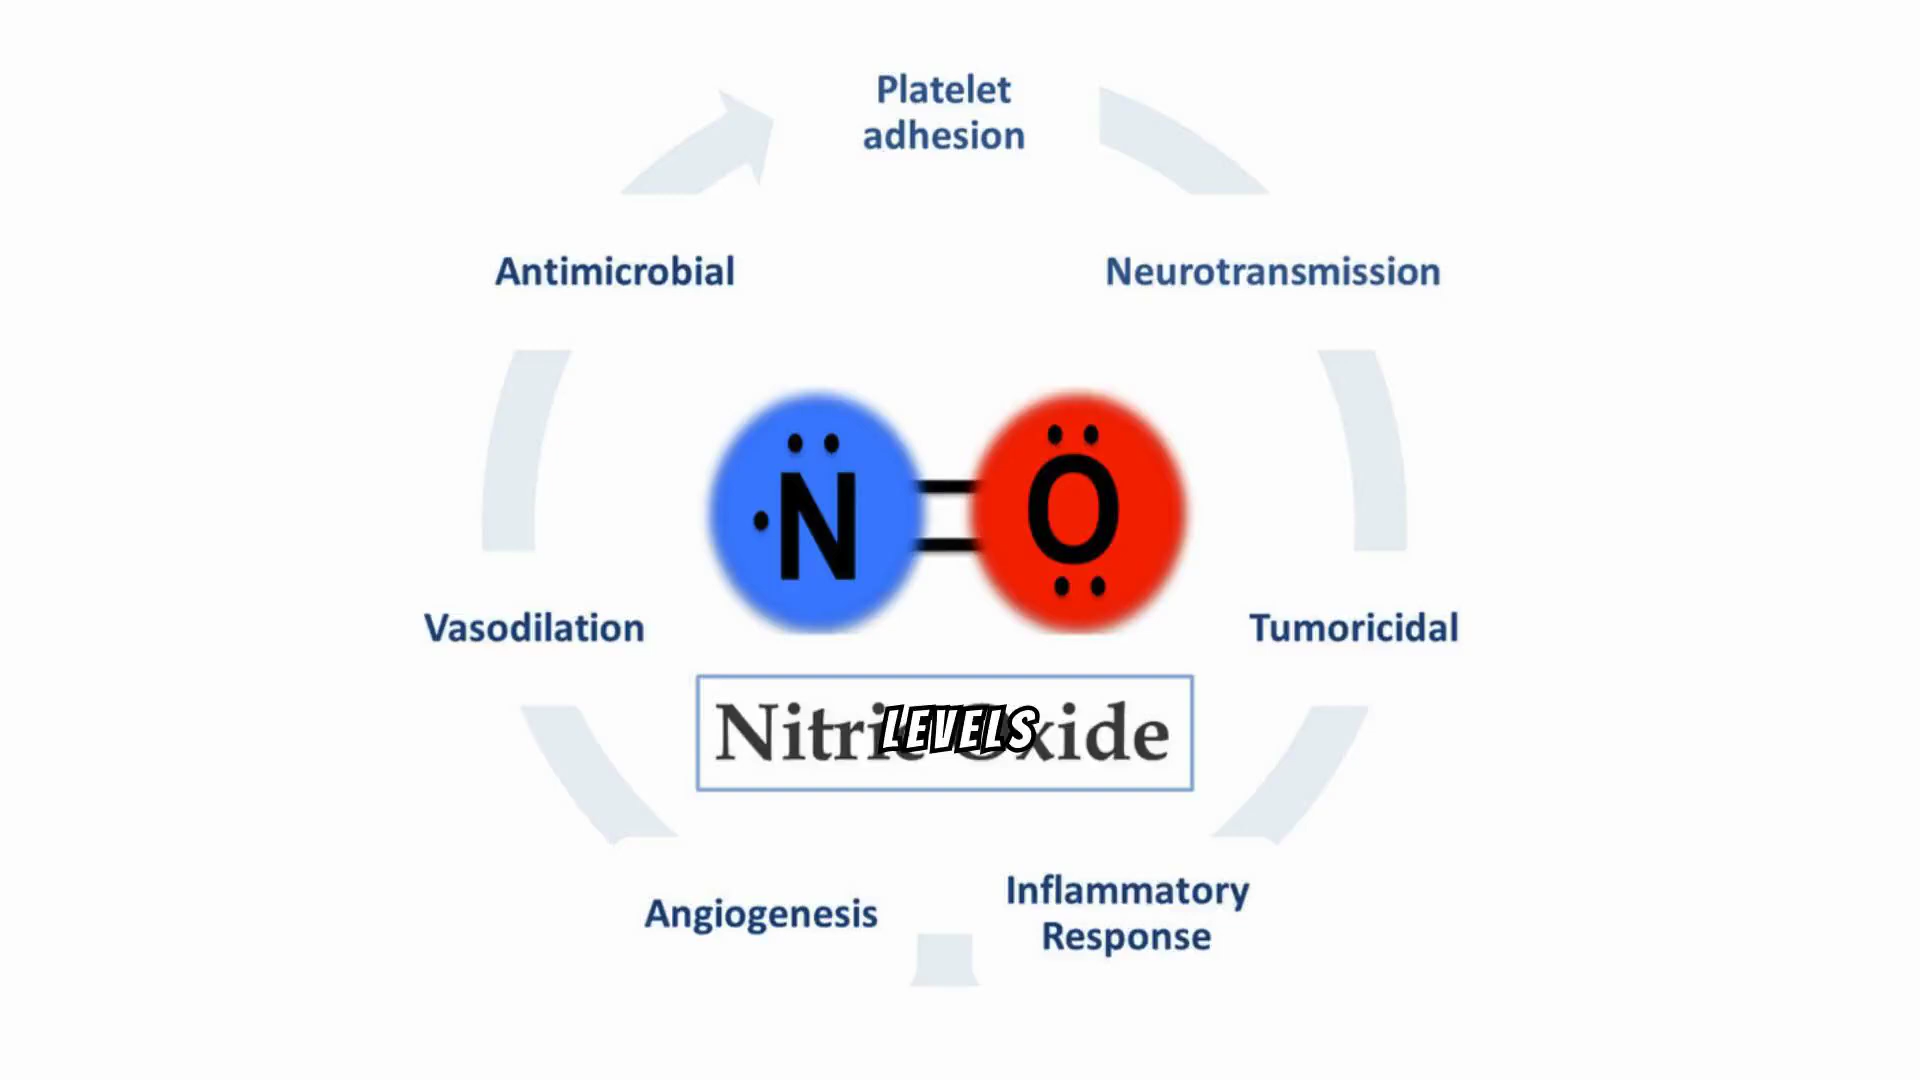 Platelet
adhesion
Antimicrobial
Neurotransmission
N
O
Vasodilation
Tumoricidal
Nitric Oxide
LEVELS
Angiogenesis
Inflammatory
Response